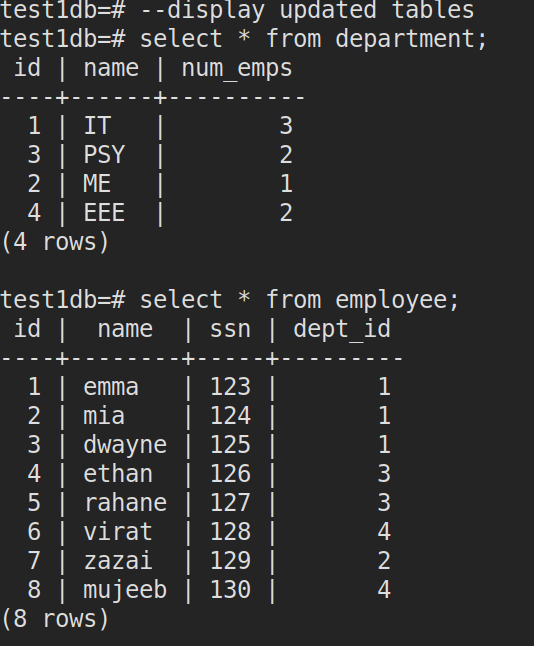 test1db=# --display updated tables
test1db=# select * from department;
 id | name | num_emps
----+------+----------
  1 | IT   |        3
  3 | PSY  |        2
  2 | ME   |        1
  4 | EEE  |        2
(4 rows)

test1db=# select * from employee;
 id |  name  | ssn | dept_id
----+--------+-----+---------
  1 | emma   | 123 |       1
  2 | mia    | 124 |       1
  3 | dwayne | 125 |       1
  4 | ethan  | 126 |       3
  5 | rahane | 127 |       3
  6 | virat  | 128 |       4
  7 | zazai  | 129 |       2
  8 | mujeeb | 130 |       4
(8 rows)